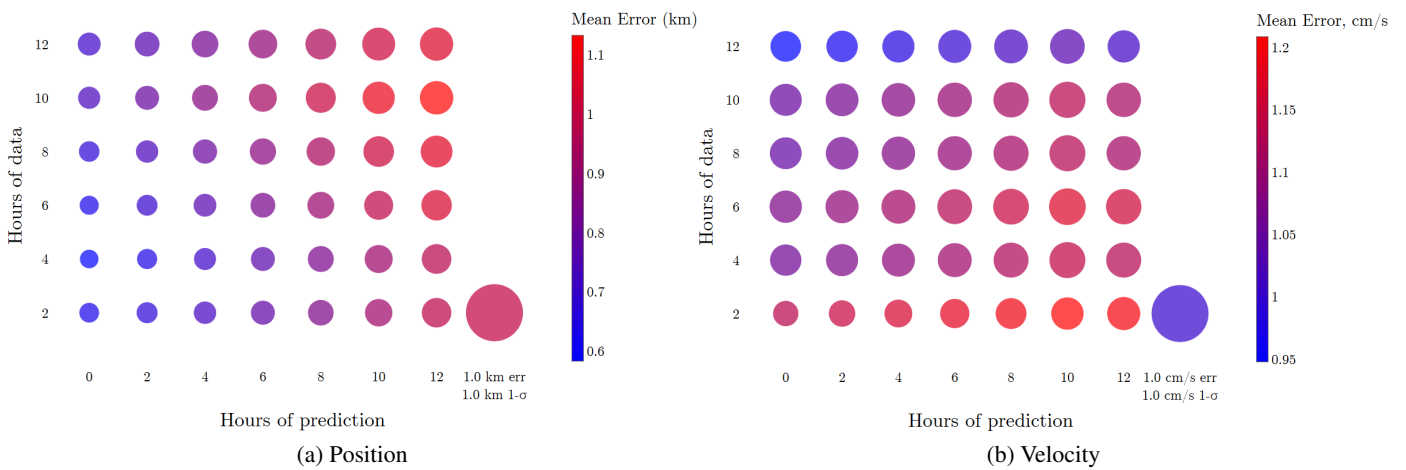 Mean Error (km)
12
10
8
6
4
2
Hours of data
0 2 4 6 8 10 12 1.0 km err
1.0 km 1-σ
Hours of prediction
1.1
1
0.9
0.8
0.7
0.6
(a) Position
Mean Error, cm/s
12
10
8
6
4
2
Hours of data
0 2 4 6 8 10 12 1.0 cm/s err
1.0 cm/s 1-σ
Hours of prediction
1.2
1.15
1.1
1.05
1
0.95
(b) Velocity